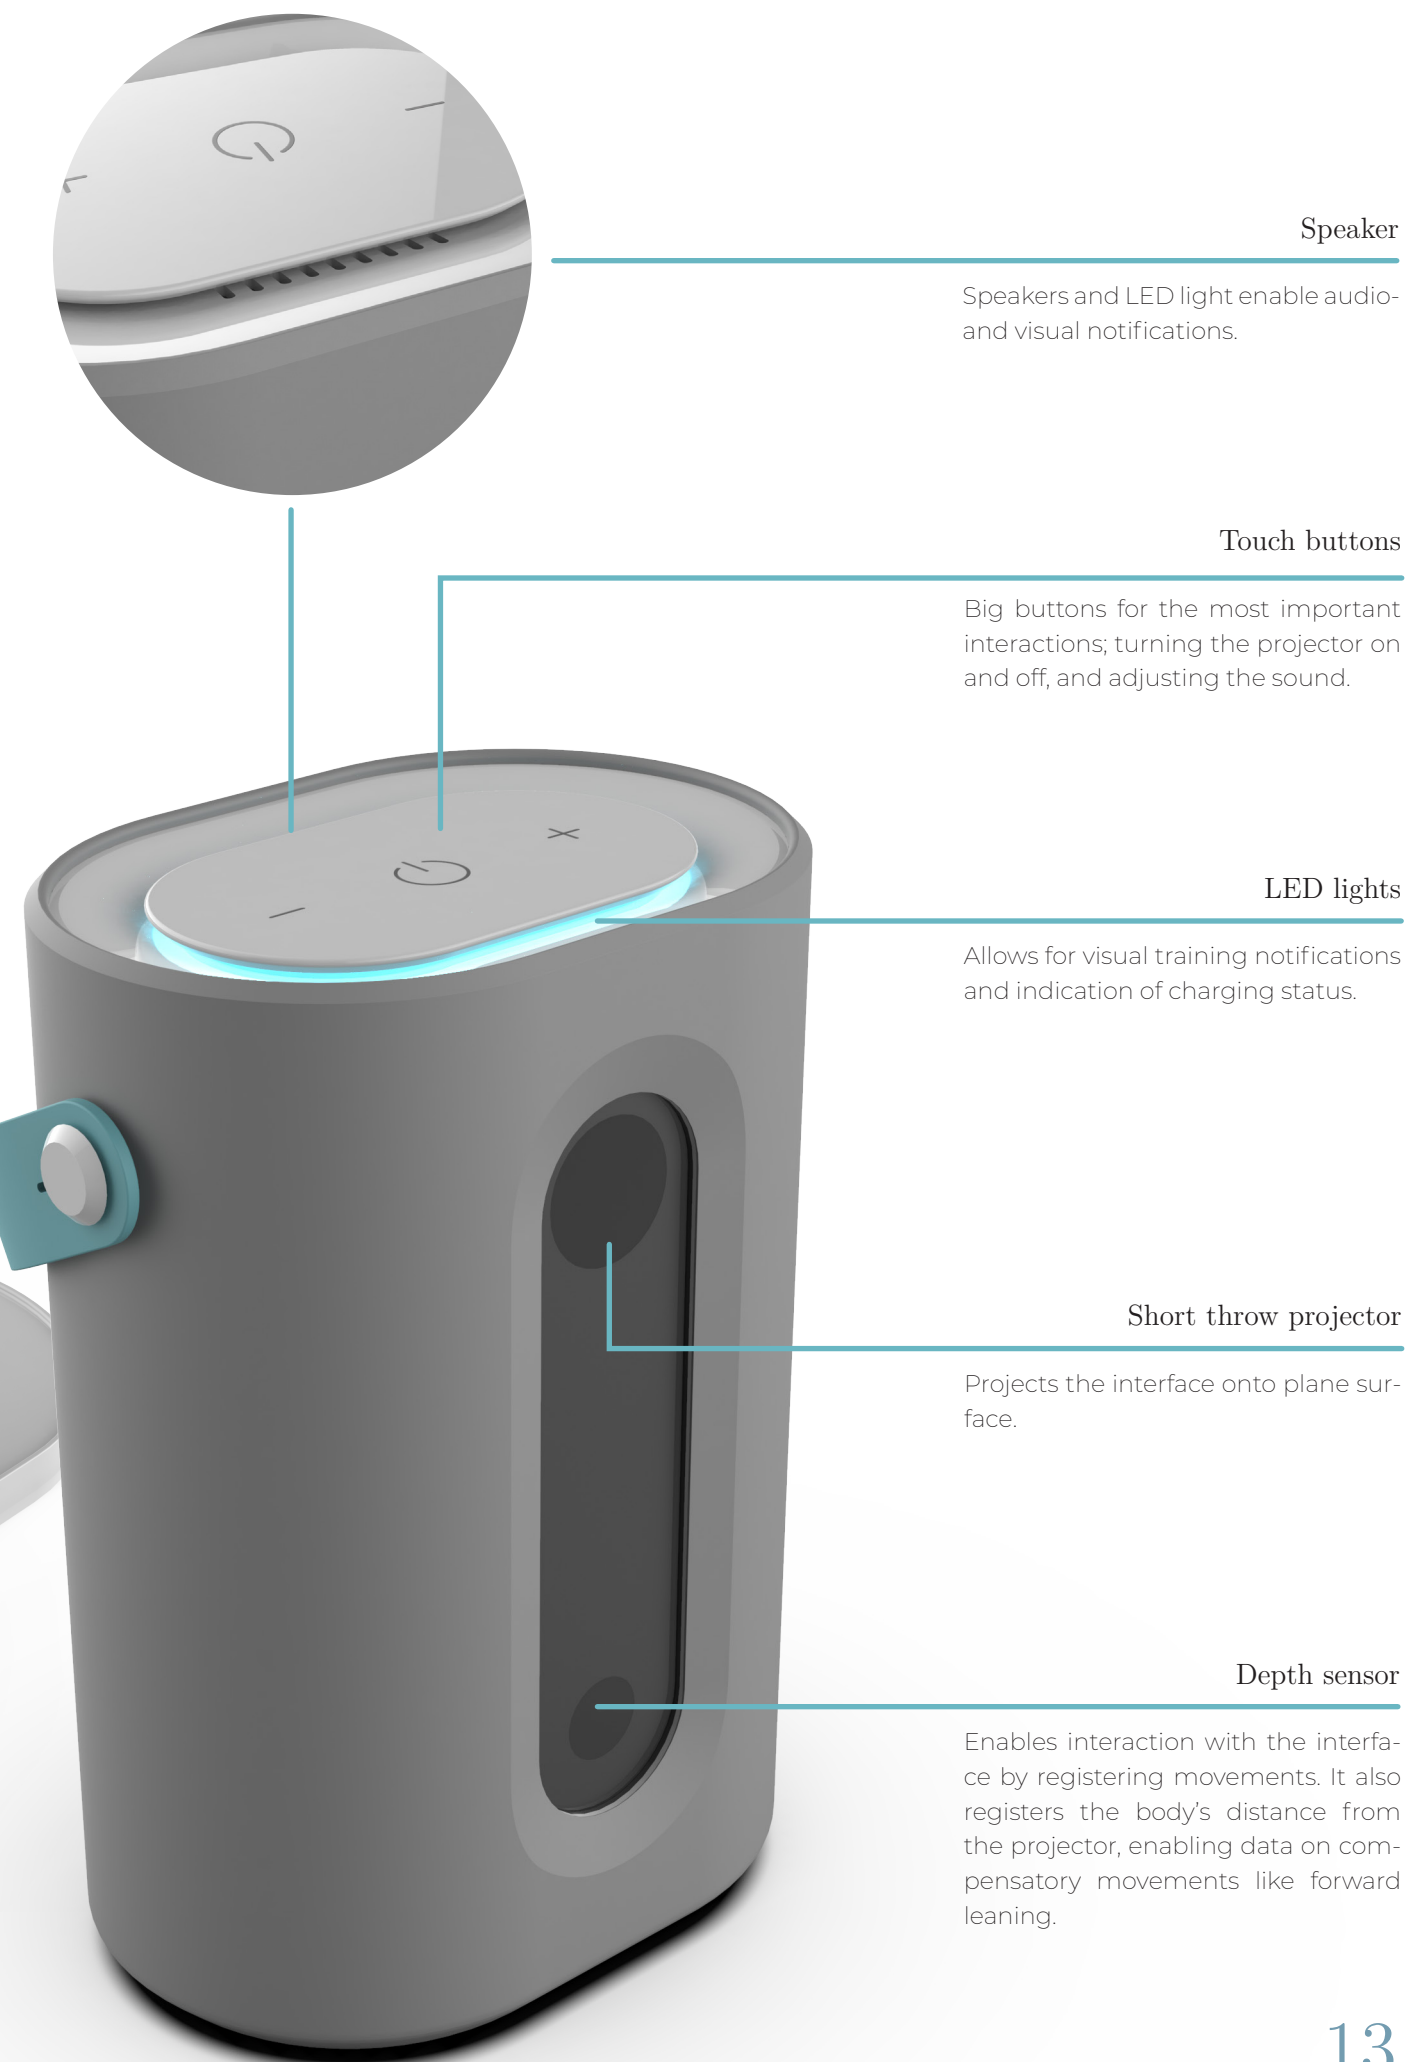 Speaker
Speakers and LED light enable audio-
and visual notifications.
Touch buttons
Big buttons for the most important
interactions; turning the projector on
and off, and adjusting the sound.
LED lights
Allows for visual training notifications
and indication of charging status.
Short throw projector
Projects the interface onto plane sur-
face.
Depth sensor
Enables interaction with the interfa-
ce by registering movements. It also
registers the body's distance from
the projector, enabling data on com-
pensatory movements like forward
leaning.
13